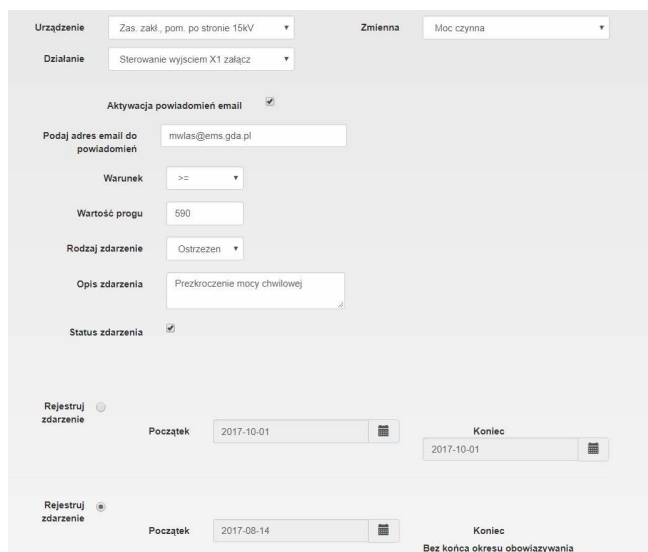 Urządzenie Zas. zakł., pom. po stronie 15kV Zmienna Moc czynna
Działanie Sterowanie wyjsciem X1 załącz
Aktywacja powiadomień email
Podaj adres email do powiadomień mwlas@ems.gda.pl
Warunek >=
Wartość progu 590
Rodzaj zdarzenie Ostrzezen
Opis zdarzenia Prezkroczenie mocy chwilowej
Status zdarzenia
Rejestruj zdarzenie
Początek 2017-10-01 Koniec
2017-10-01
Rejestruj zdarzenie
Początek 2017-08-14 Koniec
Bez końca okresu obowiązywania